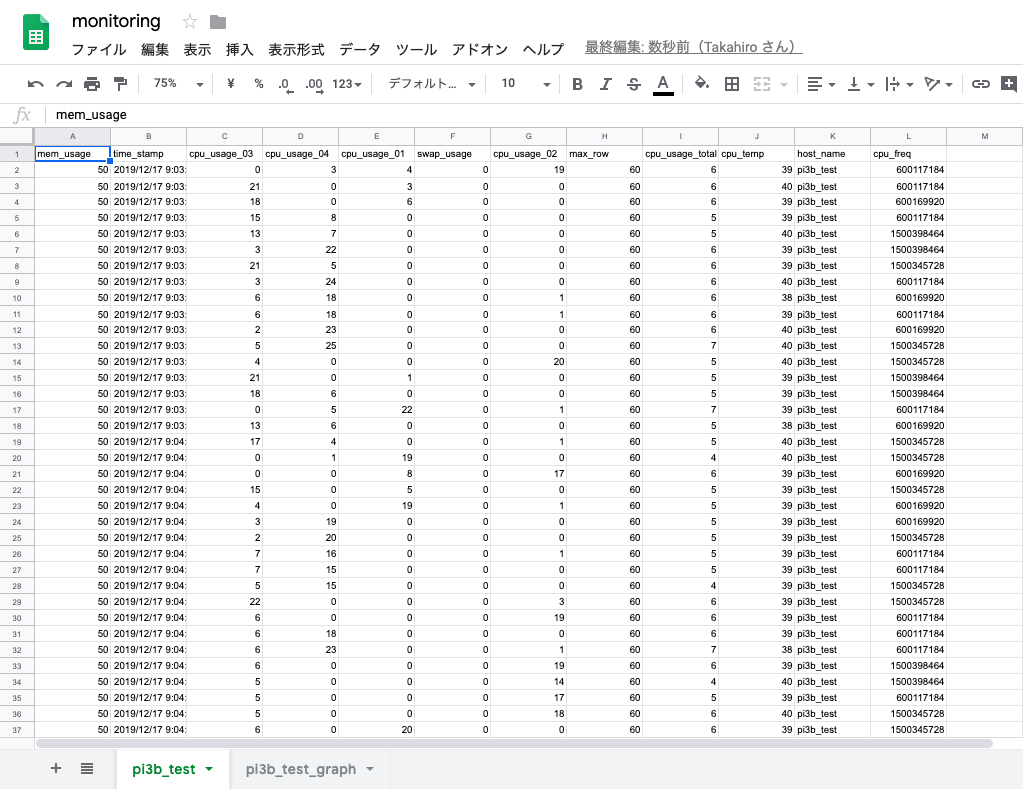 monitoring
ファイル 編集 表示 挿入 表示形式 データ ツール アドオン ヘルプ 最終編集: 数秒前（Takahiro さん）
75% ¥ % .0 .00 123 デフォルト... 10 B I S A
fx mem_usage
A B C D E F G H I J K L M
1 mem_usage time_stamp cpu_usage_03 cpu_usage_04 cpu_usage_01 swap_usage cpu_usage_02 max_row cpu_usage_total cpu_temp host_name cpu_freq
2 50 2019/12/17 9:03: 0 3 4 0 19 60 6 39 pi3b_test 600117184
3 50 2019/12/17 9:03: 21 0 3 0 0 60 6 40 pi3b_test 600117184
4 50 2019/12/17 9:03: 18 0 6 0 0 60 6 39 pi3b_test 600169920
5 50 2019/12/17 9:03: 15 8 0 0 0 60 5 39 pi3b_test 600117184
6 50 2019/12/17 9:03: 13 7 0 0 0 60 5 40 pi3b_test 1500398464
7 50 2019/12/17 9:03: 3 22 0 0 0 60 6 39 pi3b_test 1500398464
8 50 2019/12/17 9:03: 21 5 0 0 0 60 6 39 pi3b_test 1500345728
9 50 2019/12/17 9:03: 3 24 0 0 0 60 6 40 pi3b_test 600117184
10 50 2019/12/17 9:03: 6 18 0 0 1 60 6 38 pi3b_test 600169920
11 50 2019/12/17 9:03: 6 18 0 0 1 60 6 39 pi3b_test 600117184
12 50 2019/12/17 9:03: 2 23 0 0 0 60 6 40 pi3b_test 600169920
13 50 2019/12/17 9:03: 5 25 0 0 0 60 7 40 pi3b_test 1500345728
14 50 2019/12/17 9:03: 4 0 0 0 20 60 5 40 pi3b_test 1500345728
15 50 2019/12/17 9:03: 21 0 1 0 0 60 5 39 pi3b_test 1500398464
16 50 2019/12/17 9:03: 18 6 0 0 0 60 5 39 pi3b_test 1500398464
17 50 2019/12/17 9:03: 0 5 22 0 1 60 7 39 pi3b_test 600117184
18 50 2019/12/17 9:03: 13 6 0 0 0 60 5 38 pi3b_test 600169920
19 50 2019/12/17 9:04: 17 4 0 0 1 60 5 40 pi3b_test 1500345728
20 50 2019/12/17 9:04: 0 1 19 0 0 60 4 40 pi3b_test 1500345728
21 50 2019/12/17 9:04: 0 0 8 0 17 60 6 39 pi3b_test 600169920
22 50 2019/12/17 9:04: 15 0 5 0 0 60 5 39 pi3b_test 1500345728
23 50 2019/12/17 9:04: 4 0 19 0 1 60 5 39 pi3b_test 600169920
24 50 2019/12/17 9:04: 3 19 0 0 0 60 5 39 pi3b_test 600169920
25 50 2019/12/17 9:04: 2 20 0 0 0 60 5 39 pi3b_test 1500345728
26 50 2019/12/17 9:04: 7 16 0 0 1 60 5 39 pi3b_test 600117184
27 50 2019/12/17 9:04: 7 15 0 0 0 60 5 39 pi3b_test 600117184
28 50 2019/12/17 9:04: 5 15 0 0 0 60 4 39 pi3b_test 1500345728
29 50 2019/12/17 9:04: 22 0 0 0 3 60 6 39 pi3b_test 1500345728
30 50 2019/12/17 9:04: 6 0 0 0 19 60 6 39 pi3b_test 600117184
31 50 2019/12/17 9:04: 6 18 0 0 0 60 6 39 pi3b_test 600117184
32 50 2019/12/17 9:04: 6 23 0 0 1 60 7 38 pi3b_test 600117184
33 50 2019/12/17 9:04: 6 0 0 0 19 60 6 39 pi3b_test 1500398464
34 50 2019/12/17 9:04: 5 0 0 0 14 60 4 40 pi3b_test 1500398464
35 50 2019/12/17 9:04: 5 0 0 0 17 60 5 39 pi3b_test 600117184
36 50 2019/12/17 9:04: 5 0 0 0 18 60 6 40 pi3b_test 1500345728
37 50 2019/12/17 9:04: 6 0 20 0 0 60 6 39 pi3b_test 1500345728
pi3b_test pi3b_test_graph